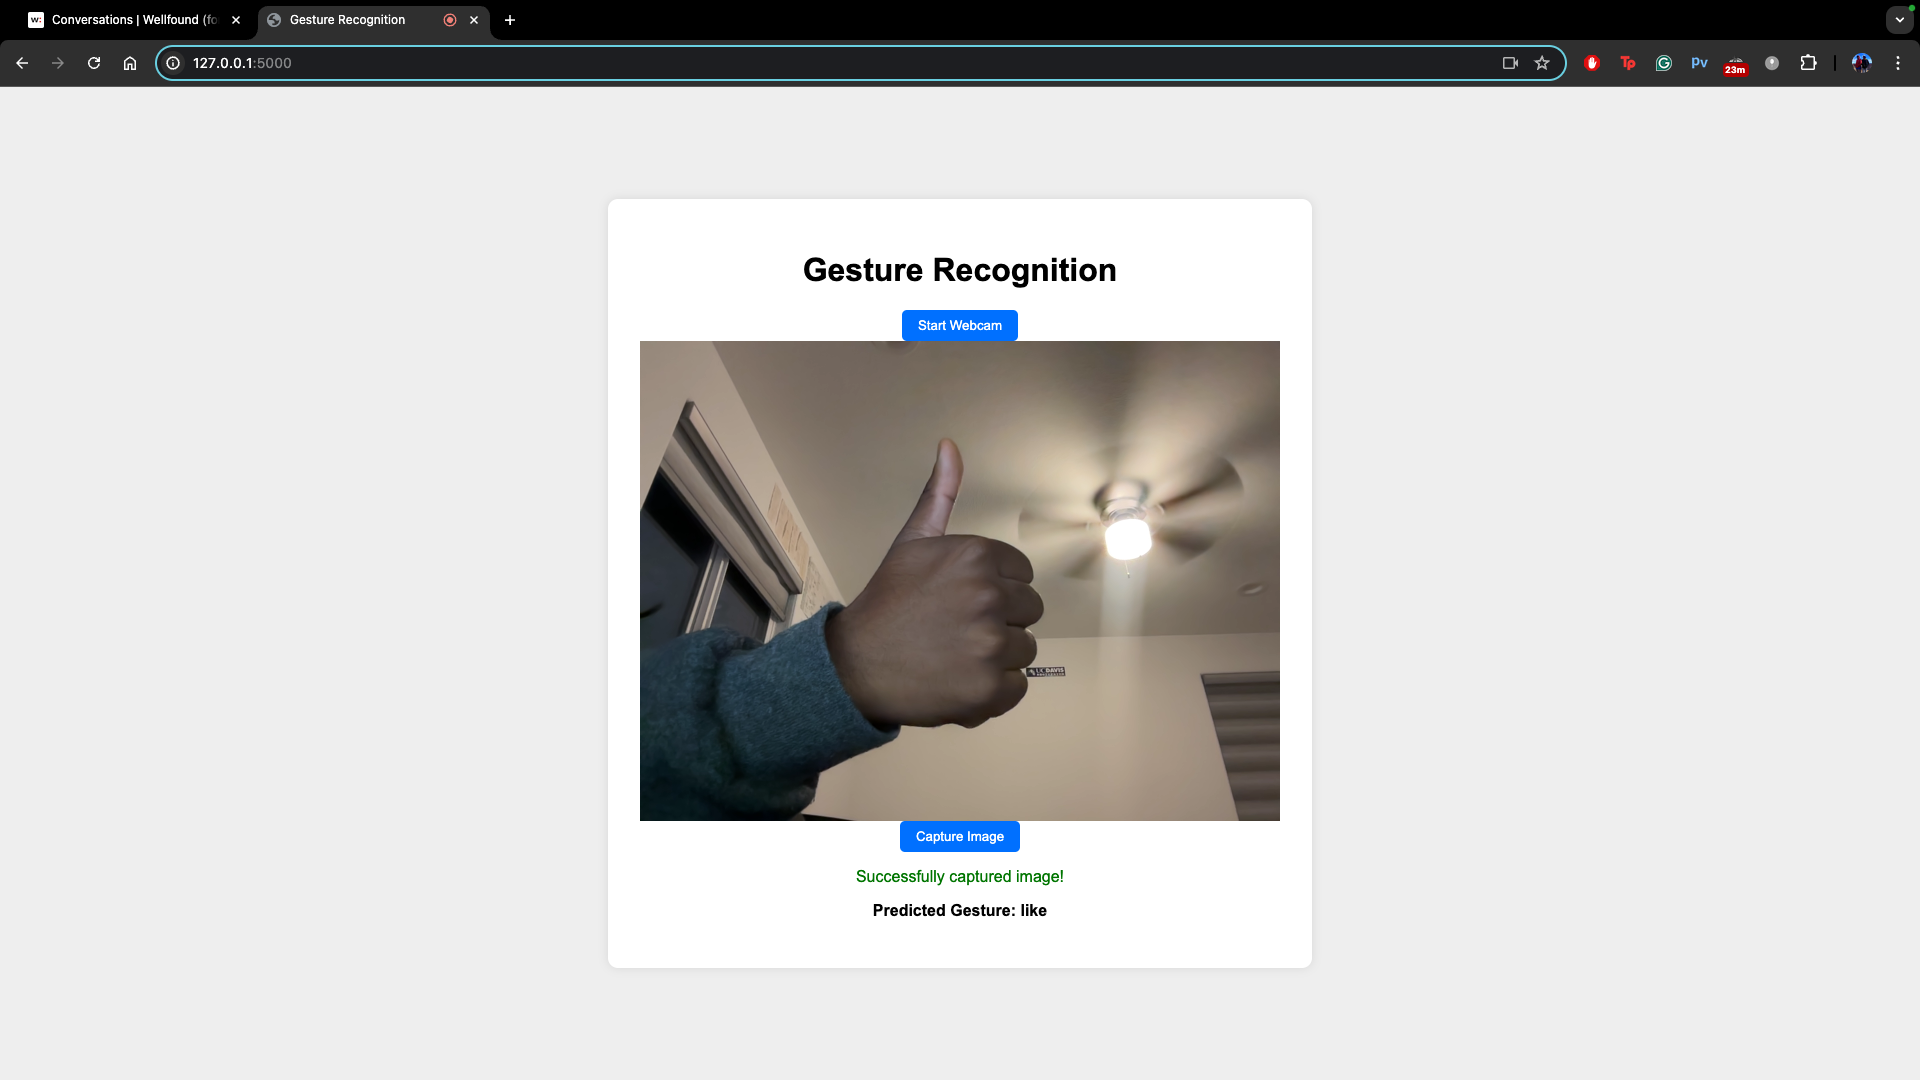 w:
Conversations | Wellfound (fo
Gesture Recognition
127.0.0.1:5000
Tp
G
pv
23m
Gesture Recognition
Start Webcam
UC DAVIS
Capture Image
Successfully captured image!
Predicted Gesture: like